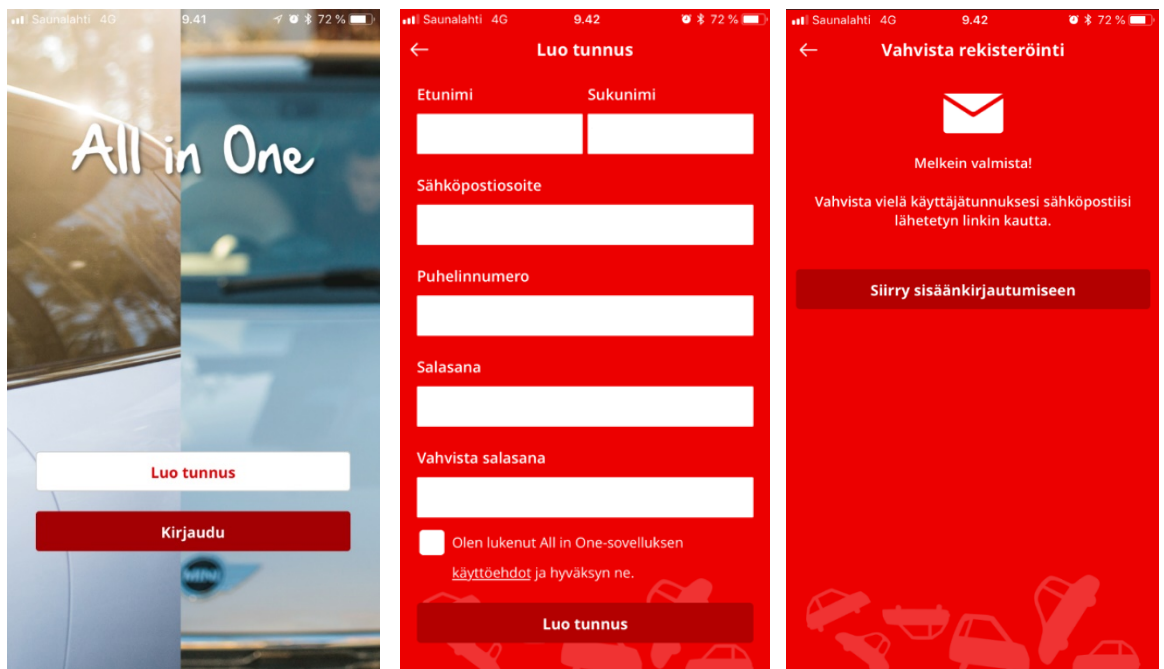 Saunalahti 4G 9.41 72 %
All in One
Luo tunnus
Kirjaudu
MINI
Saunalahti 4G 9.42 72 %
Luo tunnus
Etunimi Sukunimi
Sähköpostiosoite
Puhelinnumero
Salasana
Vahvista salasana
Olen lukenut All in One-sovelluksen
käyttöehdot ja hyväksyn ne.
Luo tunnus
Saunalahti 4G 9.42 72 %
Vahvista rekisteröinti
Melkein valmista!
Vahvista vielä käyttäjätunnuksesi sähköpostiisi
lähetetyn linkin kautta.
Siirry sisäänkirjautumiseen